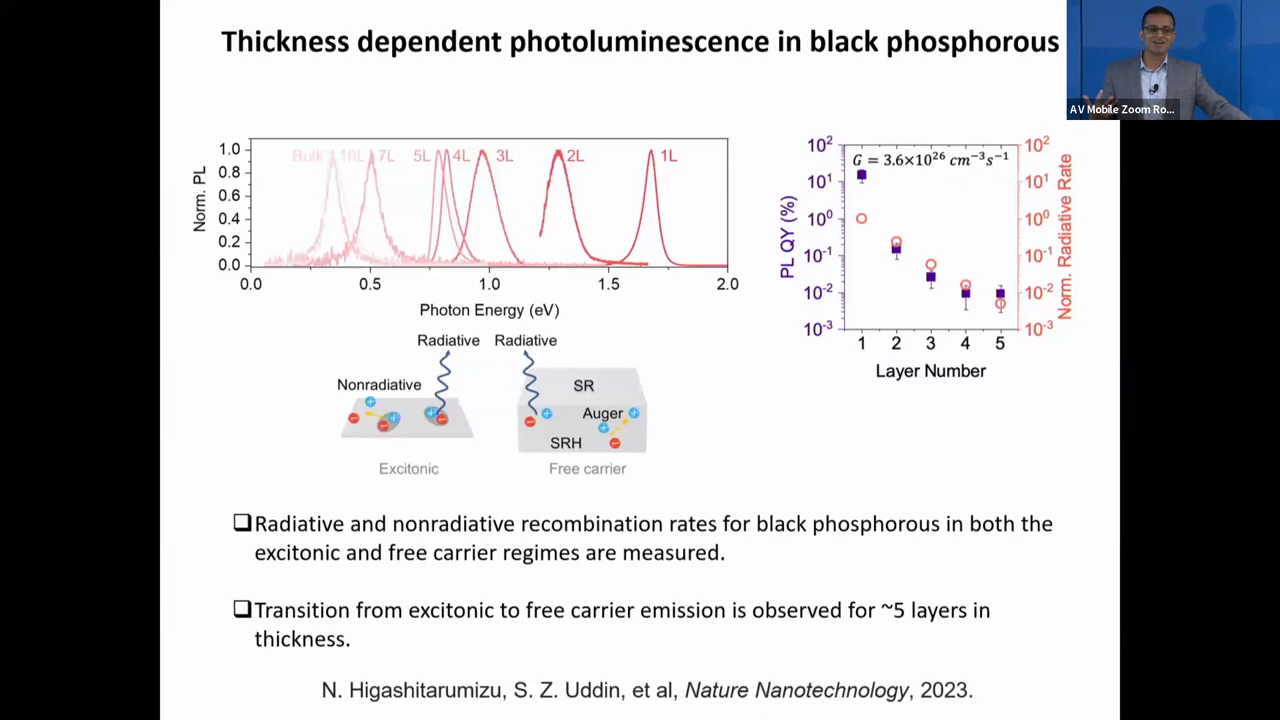 Thickness dependent photoluminescence in black phosphorous
AV Mobile Zoom Ro...
Norm. PL
1.0
0.8
0.6
0.4
0.2
0.0
Bulk 10L 7L 5L 4L 3L 2L 1L
0.0 0.5 1.0 1.5 2.0
Photon Energy (eV)
PL QY (%)
10² 10¹ 10⁰ 10⁻¹ 10⁻² 10⁻³
G = 3.6×10²⁶ cm⁻³s⁻¹
10² 10¹ 10⁰ 10⁻¹ 10⁻² 10⁻³
Norm. Radiative Rate
1 2 3 4 5
Layer Number
Radiative Radiative
Nonradiative
SR
Auger
SRH
Excitonic
Free carrier
Radiative and nonradiative recombination rates for black phosphorous in both the
excitonic and free carrier regimes are measured.
Transition from excitonic to free carrier emission is observed for ~5 layers in
thickness.
N. Higashitarumizu, S. Z. Uddin, et al, Nature Nanotechnology, 2023.